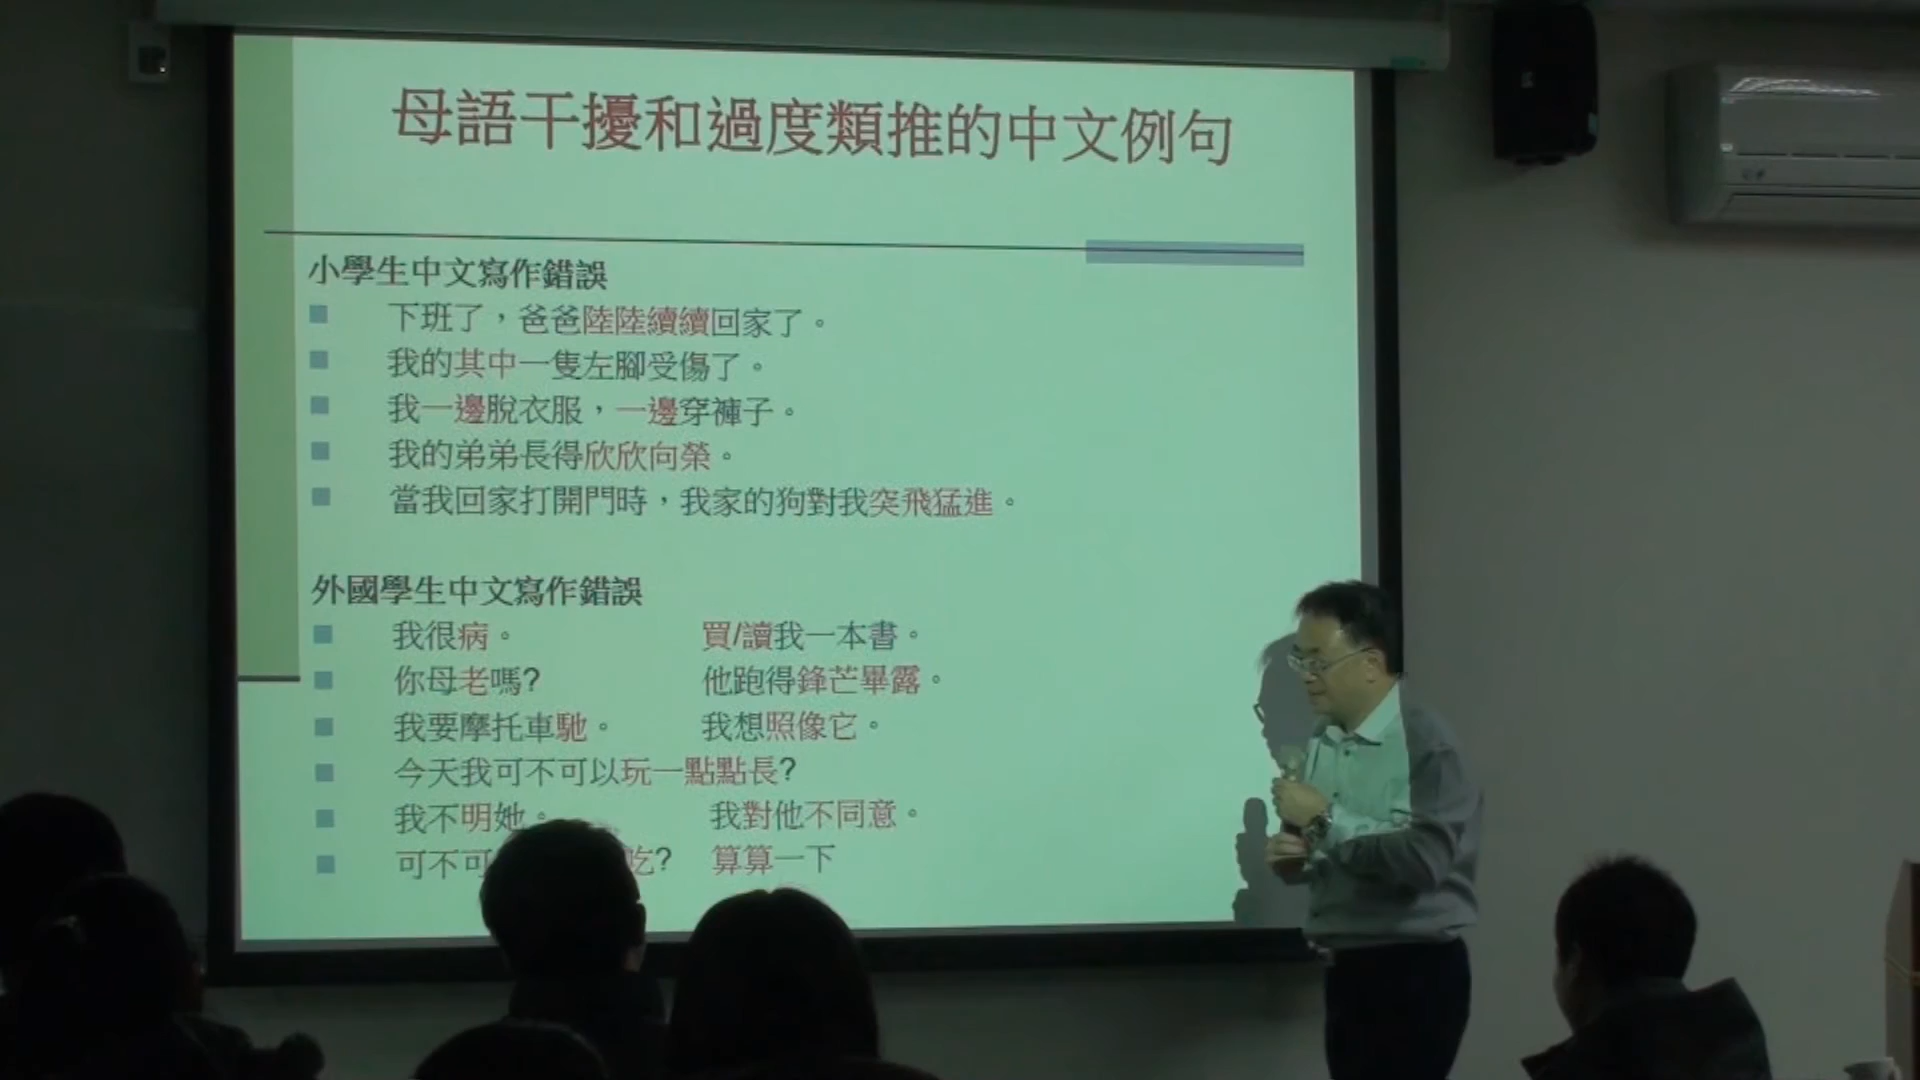 母語干擾和過度類推的中文例句
小學生中文寫作錯誤
下班了，爸爸陸陸續續回家了。
我的其中一隻左腳受傷了。
我一邊脫衣服，一邊穿褲子。
我的弟弟長得欣欣向榮。
當我回家打開門時，我家的狗對我突飛猛進。
外國學生中文寫作錯誤
我很病。 買/讀我一本書。
你母老嗎? 他跑得鋒芒畢露。
我要摩托車馳。 我想照像它。
今天我可不可以玩一點點長?
我不明她。 我對他不同意。
可不可 吃? 算算一下